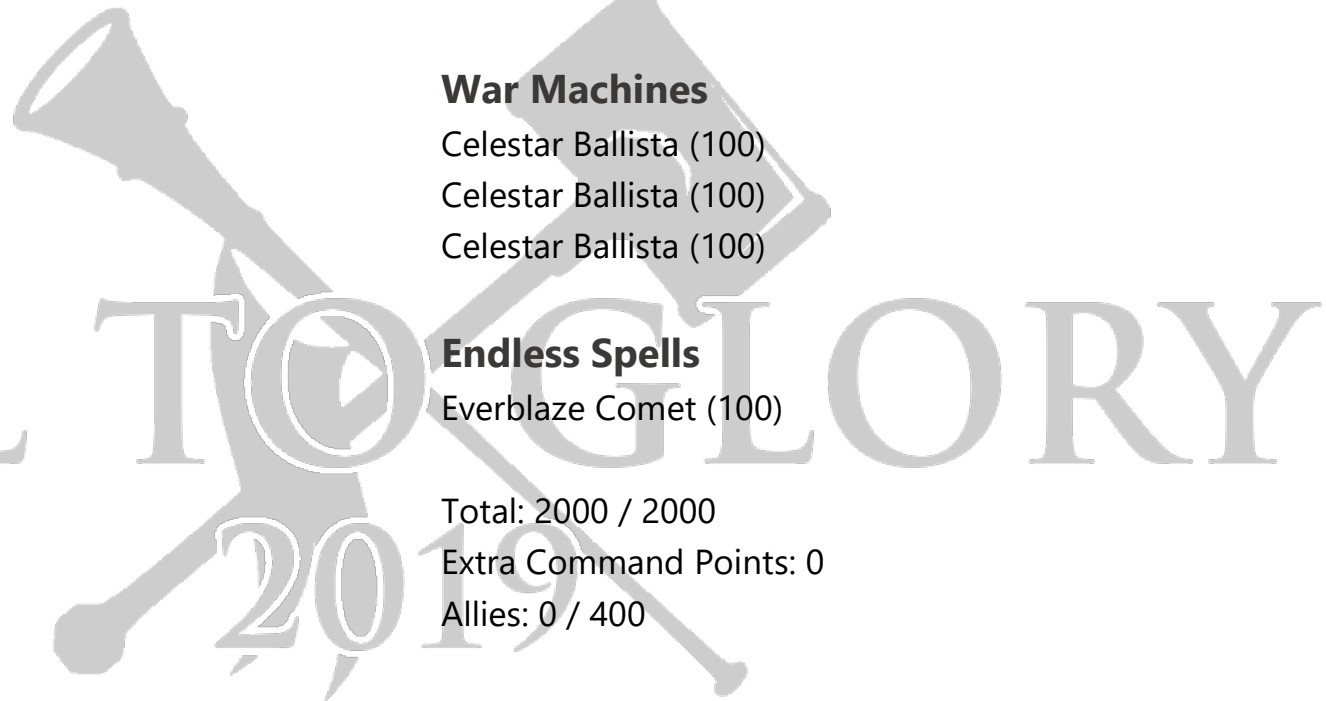 War Machines
Celestar Ballista (100)
Celestar Ballista (100)
Celestar Ballista (100)
TO GLORY
Endless Spells
Everblaze Comet (100)
Total: 2000 / 2000
Extra Command Points: 0
Allies: 0 / 400
2019